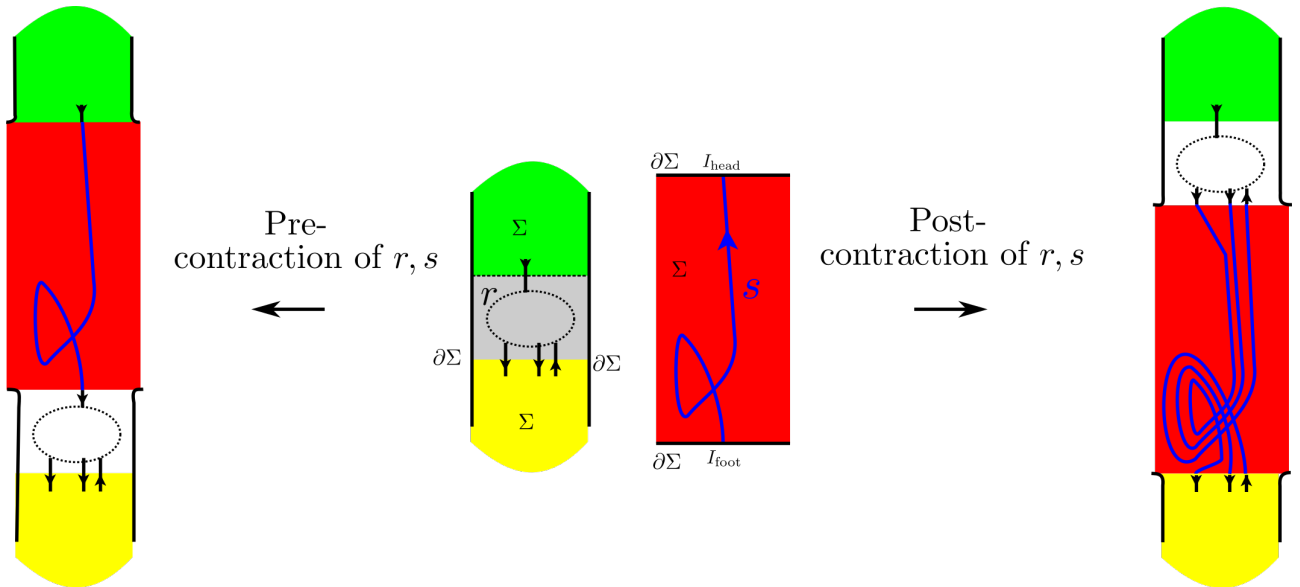 Pre-
contraction of r, s
Σ
r
∂Σ
∂Σ
Σ
∂Σ
I_head
Σ
s
∂Σ
I_foot
Post-
contraction of r, s